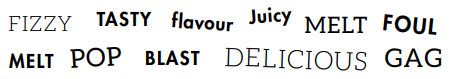 FIZZY TASTY flavour Juicy MELT FOUL
MELT POP BLAST DELICIOUS GAG